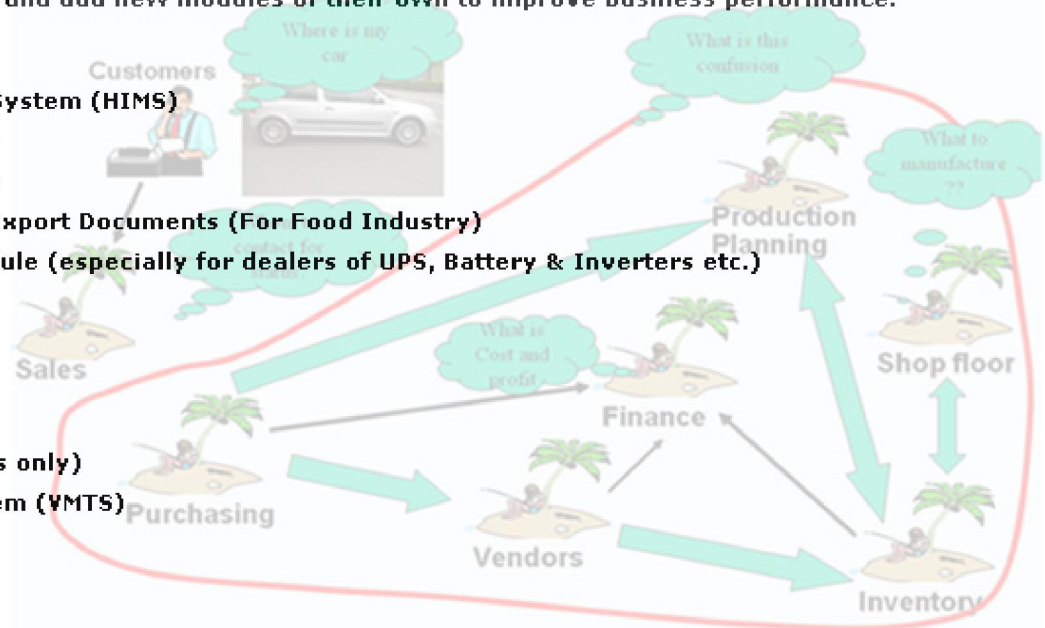 and add new modules of their own to improve business performance.
Where is my
car
What is this
confusion
Customers
System (HIMS)
What to
manufacture
??
Export Documents (For Food Industry)
Production
Planning
contact for
ule (especially for dealers of UPS, Battery & Inverters etc.)
What is
Cost and
profit
Sales
Shop floor
Finance
s only)
em (VMTS)
Purchasing
Vendors
Inventory